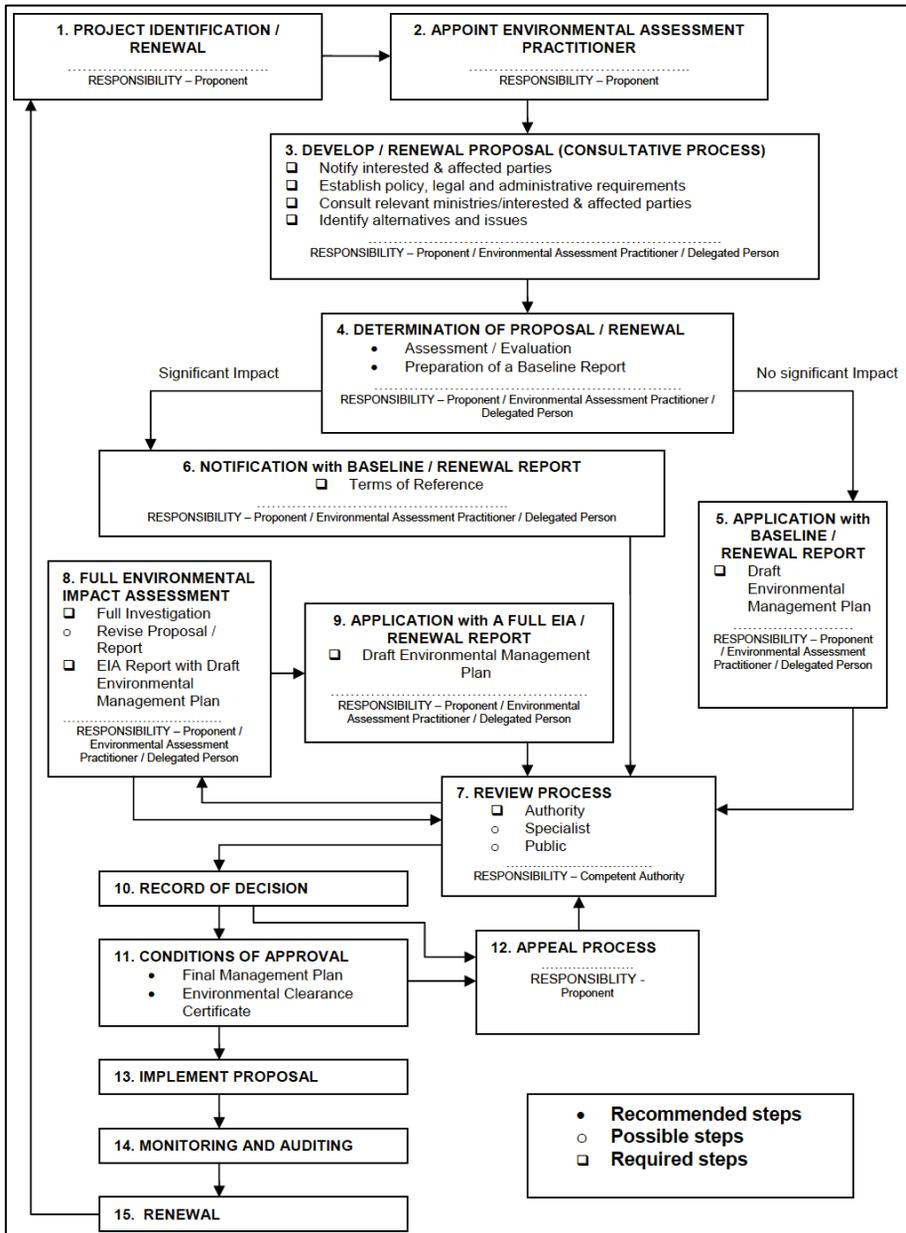 1. PROJECT IDENTIFICATION /
RENEWAL
RESPONSIBILITY – Proponent
2. APPOINT ENVIRONMENTAL ASSESSMENT
PRACTITIONER
RESPONSIBILITY – Proponent
3. DEVELOP / RENEWAL PROPOSAL (CONSULTATIVE PROCESS)
❑ Notify interested & affected parties
❑ Establish policy, legal and administrative requirements
❑ Consult relevant ministries/interested & affected parties
❑ Identify alternatives and issues
RESPONSIBILITY – Proponent / Environmental Assessment Practitioner / Delegated Person
4. DETERMINATION OF PROPOSAL / RENEWAL
• Assessment / Evaluation
• Preparation of a Baseline Report
RESPONSIBILITY – Proponent / Environmental Assessment Practitioner /
Delegated Person
Significant Impact
No significant Impact
6. NOTIFICATION with BASELINE / RENEWAL REPORT
❑ Terms of Reference
RESPONSIBILITY – Proponent / Environmental Assessment Practitioner / Delegated Person
5. APPLICATION with
BASELINE /
RENEWAL REPORT
❑ Draft
Environmental
Management Plan
RESPONSIBILITY – Proponent
/ Environmental Assessment
Practitioner / Delegated Person
8. FULL ENVIRONMENTAL
IMPACT ASSESSMENT
❑ Full Investigation
○ Revise Proposal /
Report
❑ EIA Report with Draft
Environmental
Management Plan
RESPONSIBILITY – Proponent /
Environmental Assessment
Practitioner / Delegated Person
9. APPLICATION with A FULL EIA /
RENEWAL REPORT
❑ Draft Environmental Management
Plan
RESPONSIBILITY – Proponent / Environmental
Assessment Practitioner / Delegated Person
7. REVIEW PROCESS
❑ Authority
○ Specialist
○ Public
RESPONSIBILITY – Competent Authority
10. RECORD OF DECISION
11. CONDITIONS OF APPROVAL
• Final Management Plan
• Environmental Clearance
Certificate
12. APPEAL PROCESS
RESPONSIBLITY -
Proponent
13. IMPLEMENT PROPOSAL
14. MONITORING AND AUDITING
15. RENEWAL
• Recommended steps
○ Possible steps
❑ Required steps